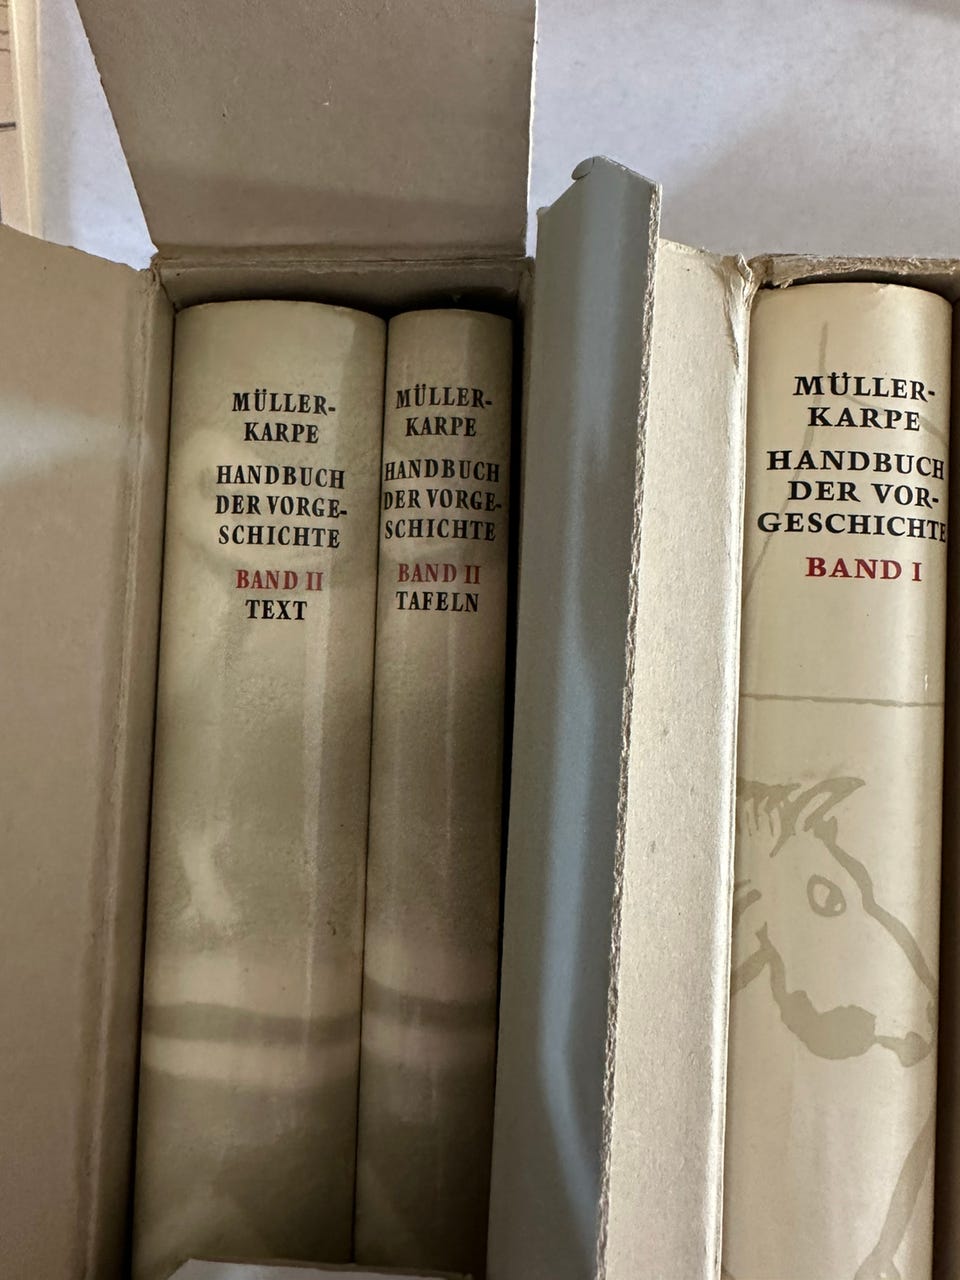 MÜLLER-
KARPE
HANDBUCH
DER VORGE-
SCHICHTE
BAND II
TEXT
MÜLLER-
KARPE
HANDBUCH
DER VORGE-
SCHICHTE
BAND II
TAFELN
MÜLLER-
KARPE
HANDBUCH
DER VOR-
GESCHICHTE
BAND I